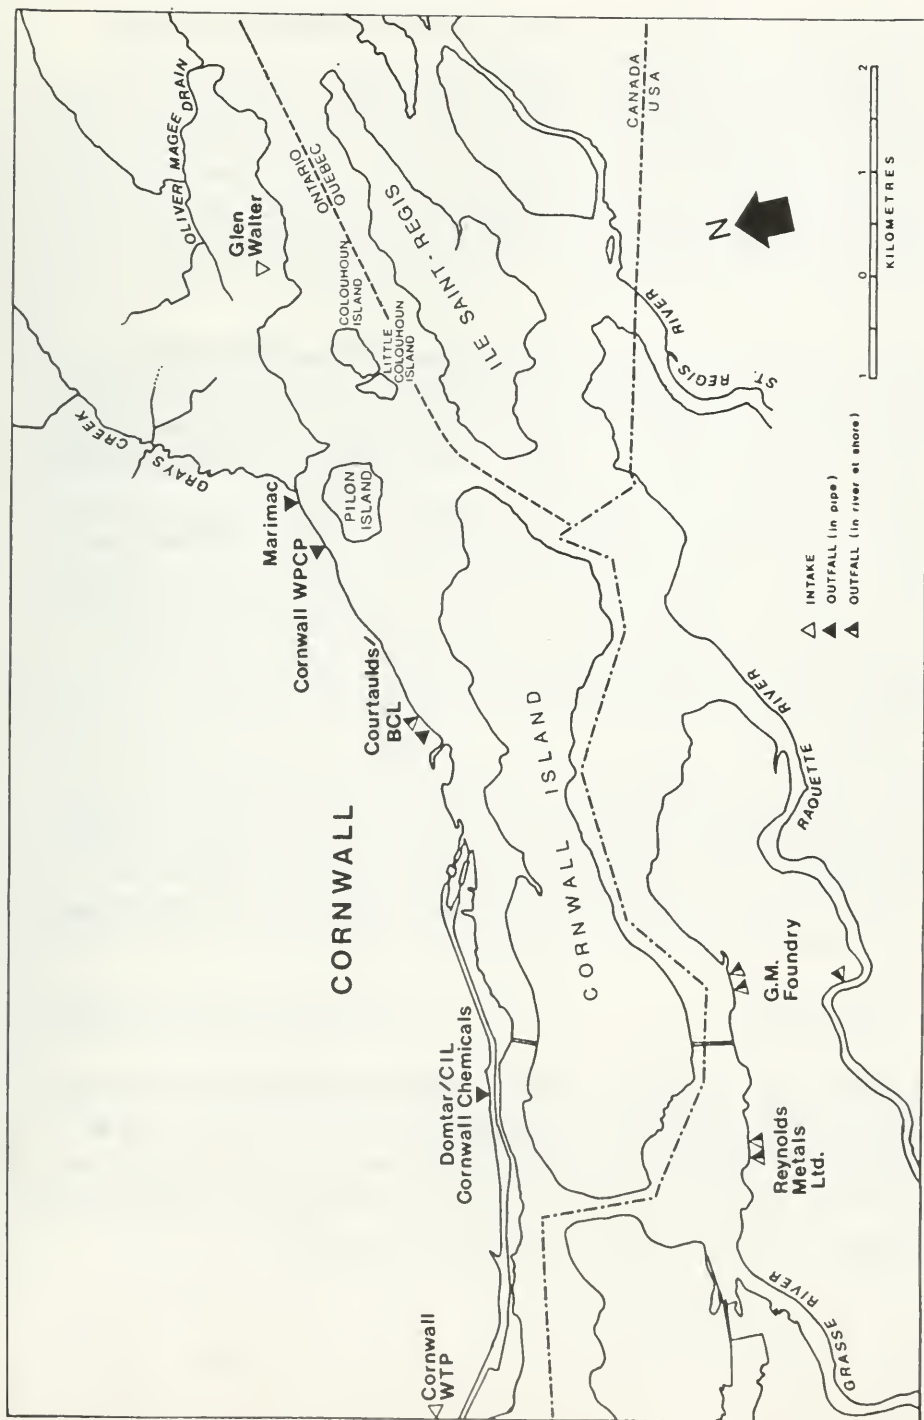 OLIVER MAGEE DRAIN
Glen
Walter
GRAYS CREEK
Marimac
Cornwall WPCP
Courtaulds/
BCL
CORNWALL
Domtar/CIL
Cornwall Chemicals
Cornwall
WTP
ONTARIO
QUEBEC
COLQUHOUN
ISLAND
LITTLE
COLQUHOUN
ISLAND
PILON
ISLAND
ILE SAINT-REGIS
CORNWALL ISLAND
CANADA
USA
ST. REGIS RIVER
RAQUETTE RIVER
G.M.
Foundry
Reynolds
Metals
Ltd.
GRASSE RIVER
N
INTAKE
OUTFALL (in pipe)
OUTFALL (in river at shore)
1 0 1 2
KILOMETRES